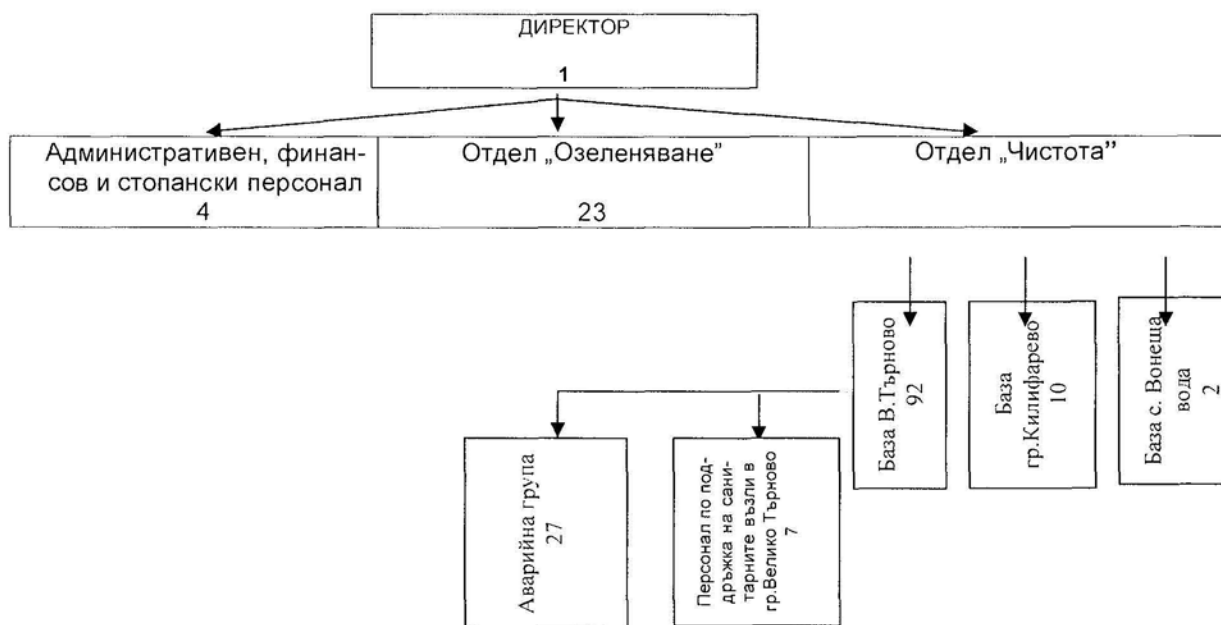 ДИРЕКТОР
1
Административен, финан-
сов и стопански персонал
4
Отдел „Озеленяване”
23
Отдел „Чистота”
База В.Търново
92
База
гр.Килифарево
10
База с. Вонеща
вода
2
Аварийна група
27
Персонал по под-
дръжка на сани-
тарните възли в
гр.Велико Търново
7